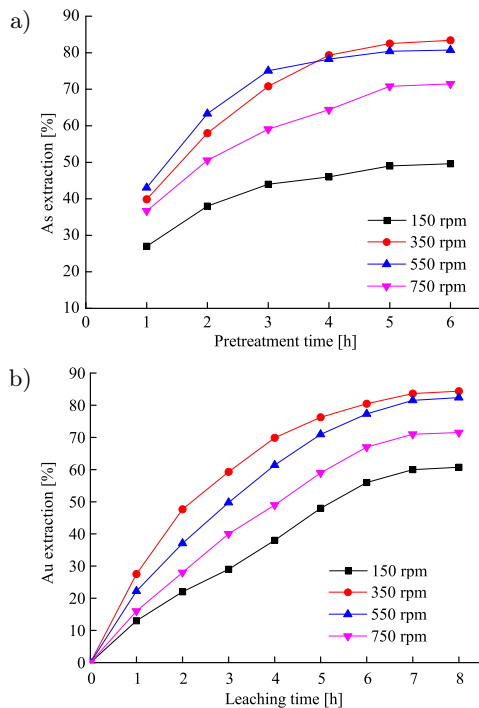 a)
As extraction [%]
90
80
70
60
50
40
30
20
10
0 1 2 3 4 5 6
Pretreatment time [h]
150 rpm
350 rpm
550 rpm
750 rpm
b)
Au extraction [%]
90
80
70
60
50
40
30
20
10
0
0 1 2 3 4 5 6 7 8
Leaching time [h]
150 rpm
350 rpm
550 rpm
750 rpm